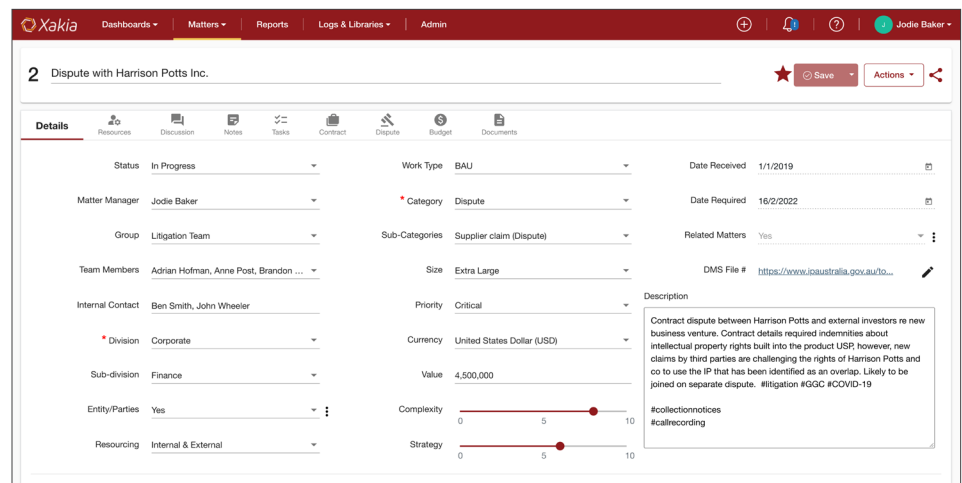 Xakia Dashboards Matters Reports Logs & Libraries Admin Jodie Baker
2 Dispute with Harrison Potts Inc. Save Actions
Details Resources Discussion Notes Tasks Contract Dispute Budget Documents
Status In Progress Work Type BAU Date Received 1/1/2019
Matter Manager Jodie Baker * Category Dispute Date Required 16/2/2022
Group Litigation Team Sub-Categories Supplier claim (Dispute) Related Matters Yes
Team Members Adrian Hofman, Anne Post, Brandon ... Size Extra Large DMS File # https://www.ipaustralia.gov.au/to...
Internal Contact Ben Smith, John Wheeler Priority Critical
* Division Corporate Currency United States Dollar (USD)
Sub-division Finance Value 4,500,000
Entity/Parties Yes Complexity 0 5 10
Resourcing Internal & External Strategy 0 5 10
Description
Contract dispute between Harrison Potts and external investors re new
business venture. Contract details required indemnities about
intellectual property rights built into the product USP, however, new
claims by third parties are challenging the rights of Harrison Potts and
co to use the IP that has been identified as an overlap. Likely to be
joined on separate dispute. #litigation #GGC #COVID-19
#collectionnotices
#callrecording